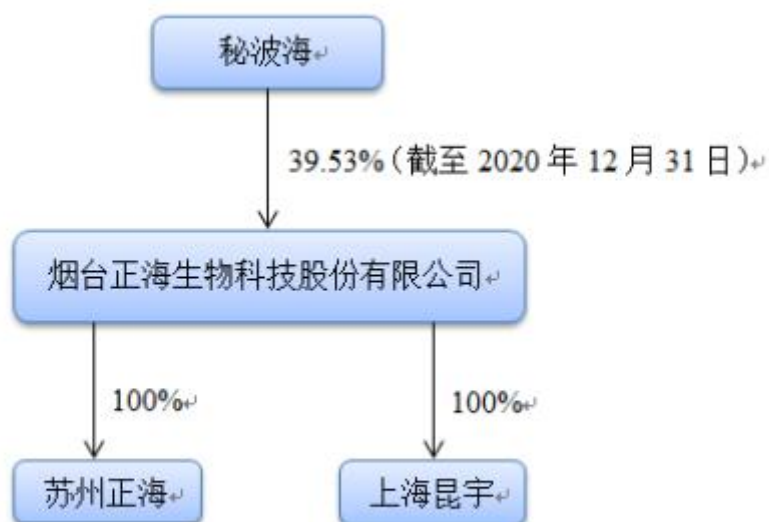 秘波海
39.53%（截至 2020 年 12 月 31 日）
烟台正海生物科技股份有限公司
100%
100%
苏州正海
上海昆宇